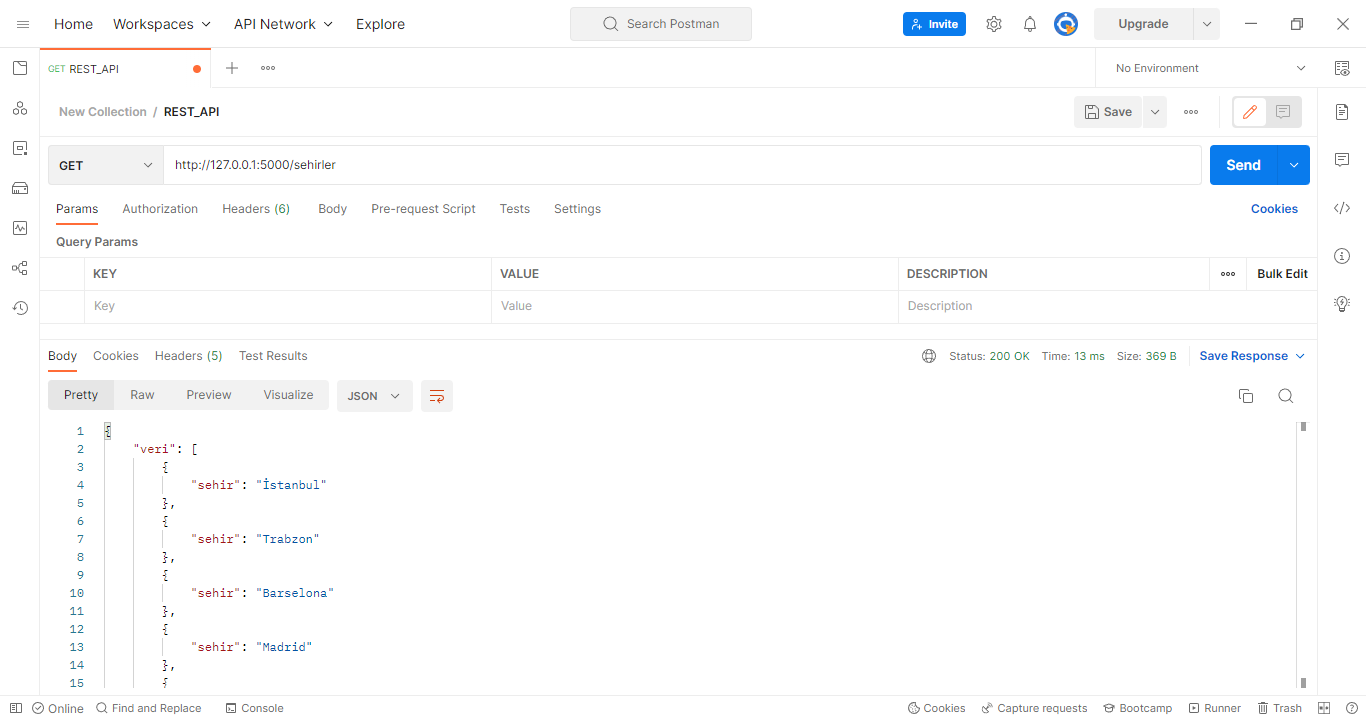 Home Workspaces API Network Explore Search Postman Invite Upgrade
GET REST_API No Environment
New Collection / REST_API Save
GET http://127.0.0.1:5000/sehirler Send
Params Authorization Headers (6) Body Pre-request Script Tests Settings Cookies
Query Params
KEY VALUE DESCRIPTION Bulk Edit
Key Value Description
Body Cookies Headers (5) Test Results Status: 200 OK Time: 13 ms Size: 369 B Save Response
Pretty Raw Preview Visualize JSON
1 {
2 "veri": [
3 {
4 "sehir": "İstanbul"
5 },
6 {
7 "sehir": "Trabzon"
8 },
9 {
10 "sehir": "Barselona"
11 },
12 {
13 "sehir": "Madrid"
14 },
15 {
Online Find and Replace Console Cookies Capture requests Bootcamp Runner Trash